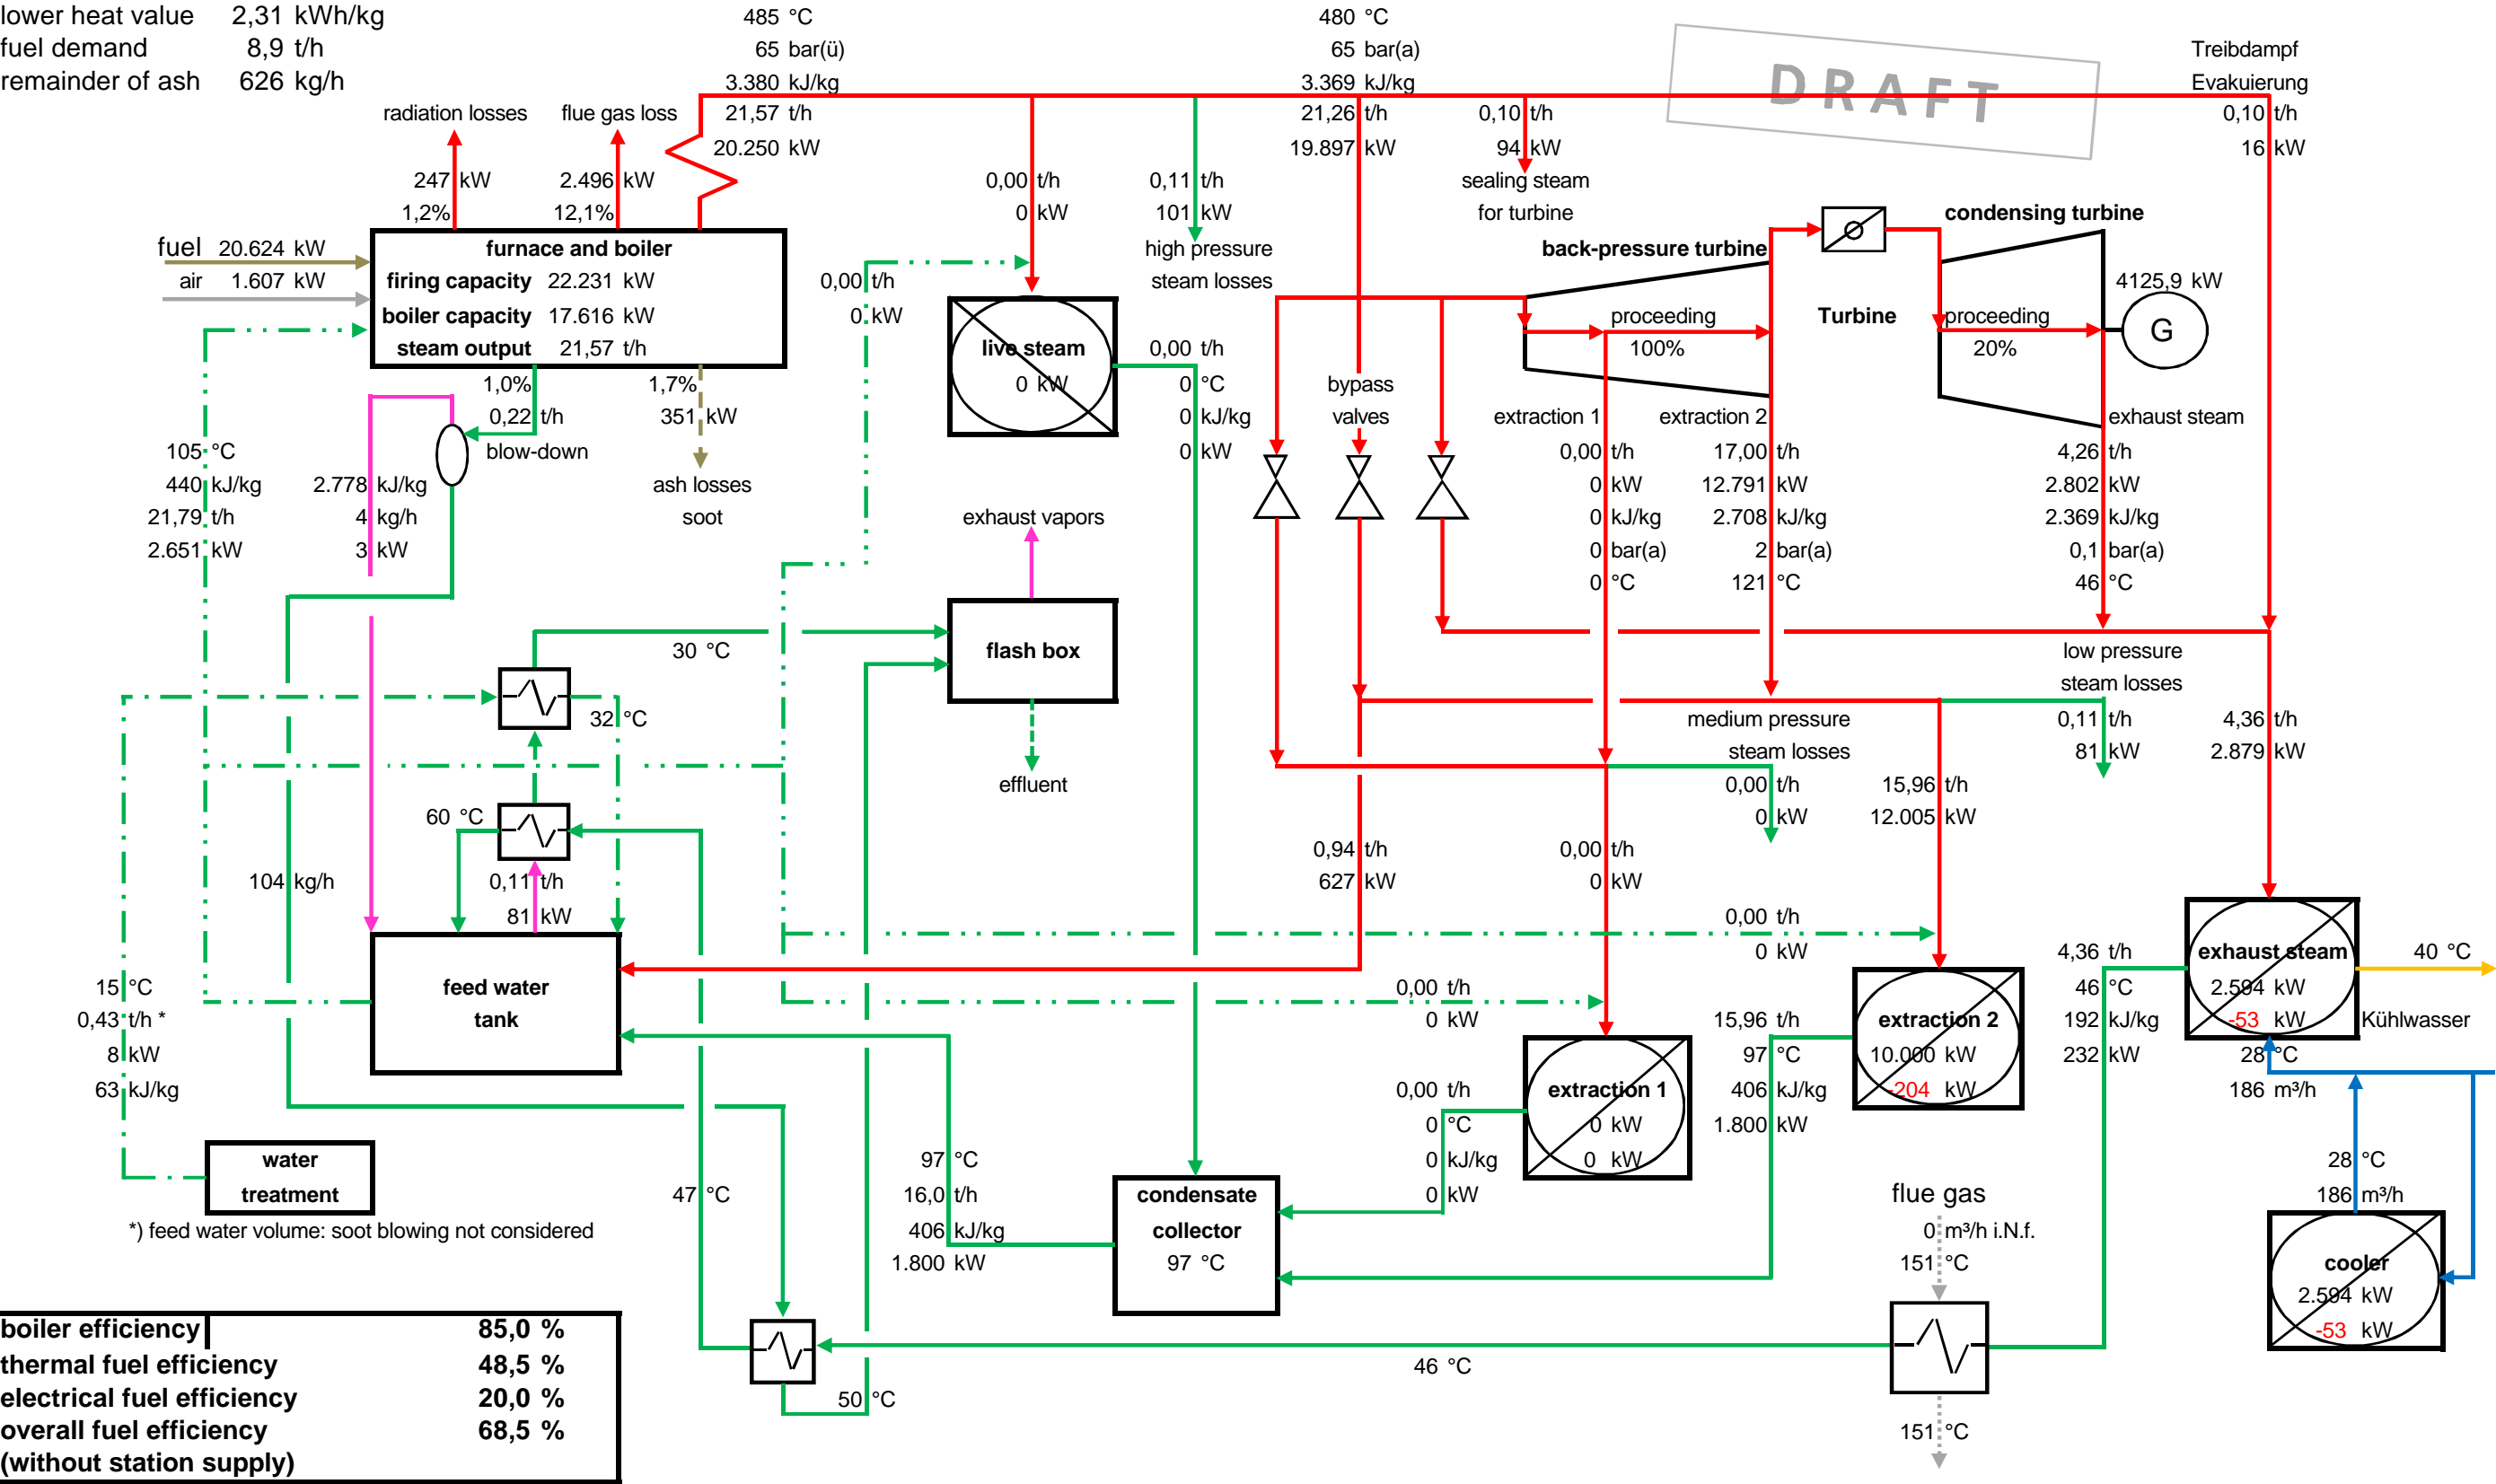 lower heat value 2,31 kWh/kg
fuel demand 8,9 t/h
remainder of ash 626 kg/h
485 °C
65 bar(ü)
3.380 kJ/kg
21,57 t/h
20.250 kW
480 °C
65 bar(a)
3.369 kJ/kg
21,26 t/h
19.897 kW
DRAFT
Treibdampf
Evakuierung
0,10 t/h
16 kW
radiation losses
247 kW
1,2%
flue gas loss
2.496 kW
12,1%
0,00 t/h
0 kW
0,11 t/h
101 kW
high pressure
steam losses
0,10 t/h
94 kW
sealing steam
for turbine
fuel 20.624 kW
air 1.607 kW
furnace and boiler
firing capacity 22.231 kW
boiler capacity 17.616 kW
steam output 21,57 t/h
0,00 t/h
0 kW
live steam
0 kW
0,00 t/h
0 °C
0 kJ/kg
0 kW
back-pressure turbine
condensing turbine
4125,9 kW
G
Turbine
proceeding
100%
proceeding
20%
bypass
valves
1,0%
0,22 t/h
blow-down
1,7%
351 kW
ash losses
soot
105 °C
440 kJ/kg
21,79 t/h
2.651 kW
2.778 kJ/kg
4 kg/h
3 kW
extraction 1
0,00 t/h
0 kW
0 kJ/kg
0 bar(a)
0 °C
extraction 2
17,00 t/h
12.791 kW
2.708 kJ/kg
2 bar(a)
121 °C
exhaust steam
4,26 t/h
2.802 kW
2.369 kJ/kg
0,1 bar(a)
46 °C
exhaust vapors
flash box
effluent
30 °C
32 °C
60 °C
0,11 t/h
81 kW
104 kg/h
low pressure
steam losses
0,11 t/h
81 kW
4,36 t/h
2.879 kW
medium pressure
steam losses
0,00 t/h
0 kW
15,96 t/h
12.005 kW
0,94 t/h
627 kW
0,00 t/h
0 kW
0,00 t/h
0 kW
0,00 t/h
0 kW
feed water
tank
15 °C
0,43 t/h *
8 kW
63 kJ/kg
water
treatment
*) feed water volume: soot blowing not considered
47 °C
97 °C
16,0 t/h
406 kJ/kg
1.800 kW
condensate
collector
97 °C
0,00 t/h
0 °C
0 kJ/kg
0 kW
extraction 1
0 kW
0 kW
15,96 t/h
97 °C
406 kJ/kg
1.800 kW
extraction 2
10.000 kW
-204 kW
4,36 t/h
46 °C
192 kJ/kg
232 kW
exhaust steam
2.594 kW
-53 kW
40 °C
Kühlwasser
28 °C
186 m³/h
28 °C
186 m³/h
cooler
2.594 kW
-53 kW
flue gas
0 m³/h i.N.f.
151 °C
151 °C
46 °C
50 °C
boiler efficiency 85,0 %
thermal fuel efficiency 48,5 %
electrical fuel efficiency 20,0 %
overall fuel efficiency 68,5 %
(without station supply)